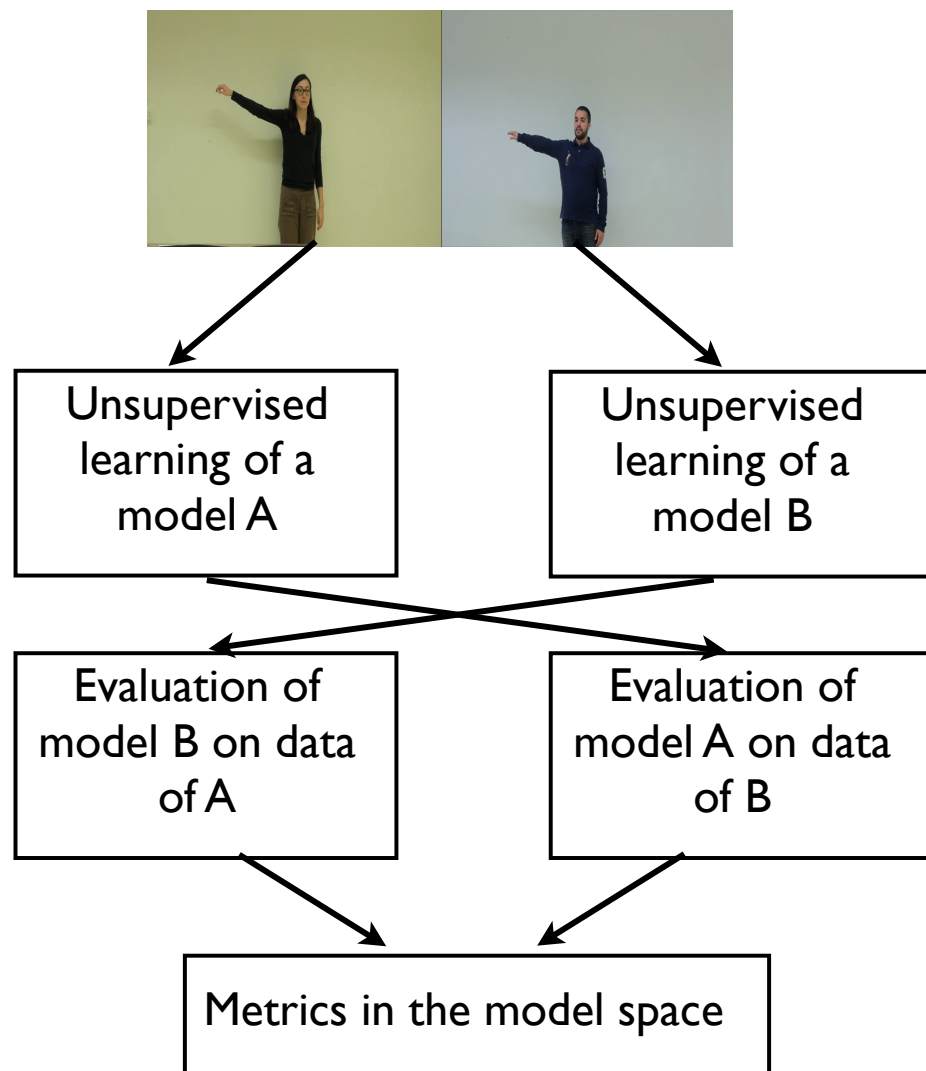 Unsupervised
learning of a
model A
Unsupervised
learning of a
model B
Evaluation of
model B on data
of A
Evaluation of
model A on data
of B
Metrics in the model space